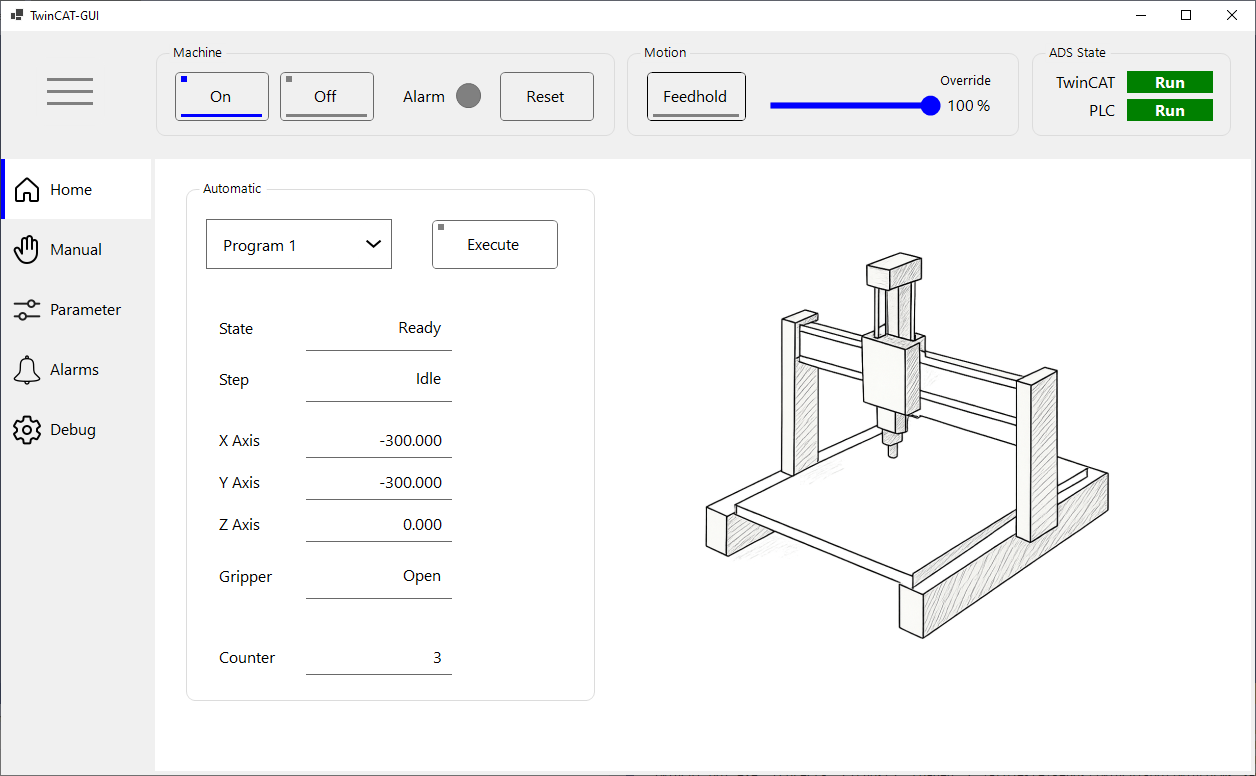 TwinCAT-GUI
Machine
On
Off
Alarm
Reset
Motion
Feedhold
Override
100 %
ADS State
TwinCAT Run
PLC Run
Home
Manual
Parameter
Alarms
Debug
Automatic
Program 1
Execute
State Ready
Step Idle
X Axis -300.000
Y Axis -300.000
Z Axis 0.000
Gripper Open
Counter 3